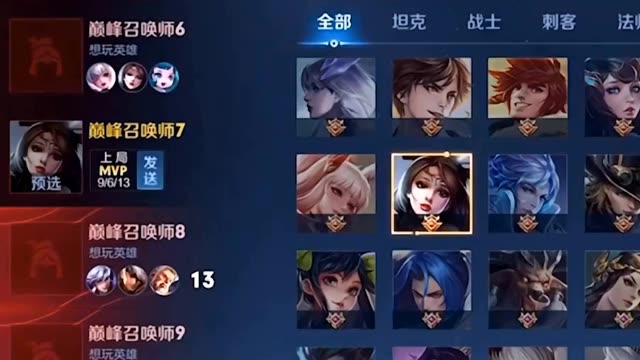 全部 坦克 战士 刺客 法师
巅峰召唤师6
想玩英雄
巅峰召唤师7
预选
上局
MVP
9/6/13
发送
巅峰召唤师8
想玩英雄
13
巅峰召唤师9
想玩英雄